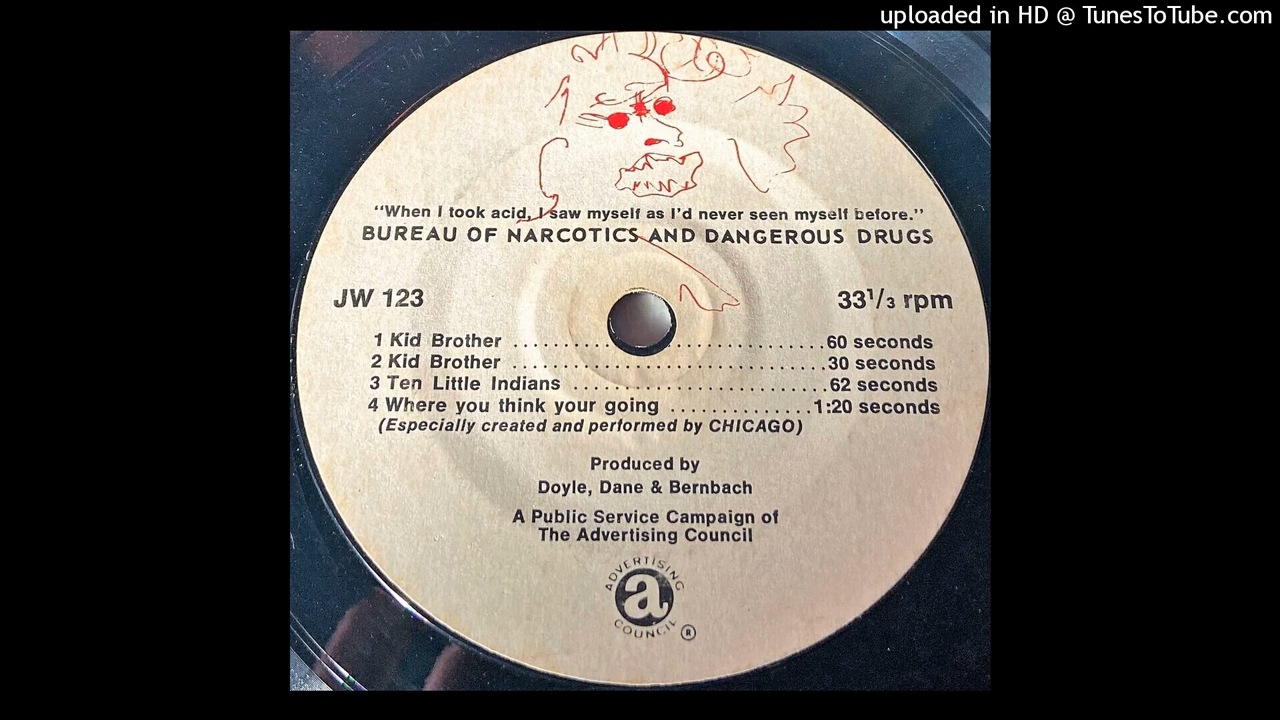 uploaded in HD @ TunesToTube.com
“When I took acid, I saw myself as I’d never seen myself before.”
BUREAU OF NARCOTICS AND DANGEROUS DRUGS
JW 123 33 1/3 rpm
1 Kid Brother ..............................60 seconds
2 Kid Brother ..............................30 seconds
3 Ten Little Indians ........................62 seconds
4 Where you think your going ..............1:20 seconds
(Especially created and performed by CHICAGO)
Produced by
Doyle, Dane & Bernbach
A Public Service Campaign of
The Advertising Council
ADVERTISING
a
COUNCIL ®